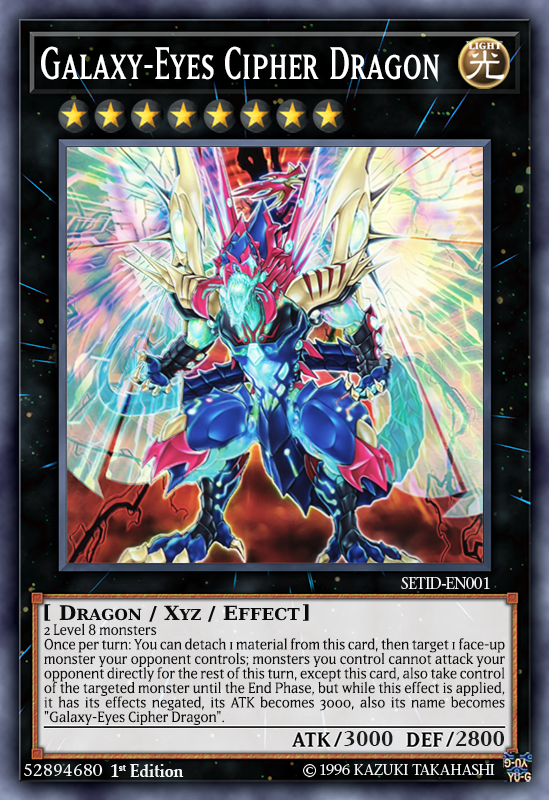 Galaxy-Eyes Cipher Dragon
LIGHT
光
SETID-EN001
[ Dragon / Xyz / Effect ]
2 Level 8 monsters
Once per turn: You can detach 1 material from this card, then target 1 face-up
monster your opponent controls; monsters you control cannot attack your
opponent directly for the rest of this turn, except this card, also take control
of the targeted monster until the End Phase, but while this effect is applied,
it has its effects negated, its ATK becomes 3000, also its name becomes
"Galaxy-Eyes Cipher Dragon".
ATK/3000 DEF/2800
52894680 1st Edition
© 1996 KAZUKI TAKAHASHI